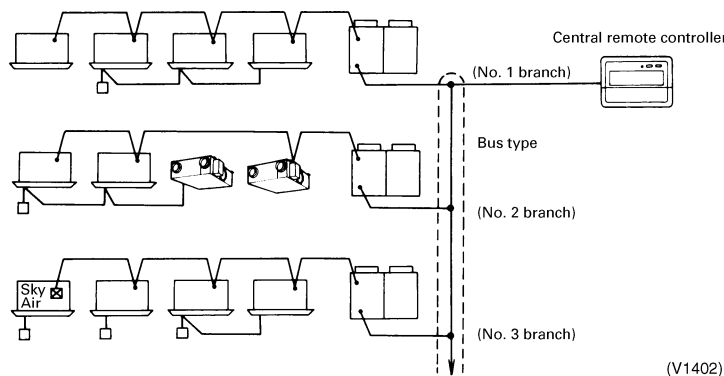 Central remote controller
(No. 1 branch)
Bus type
(No. 2 branch)
Sky
Air
(No. 3 branch)
(V1402)